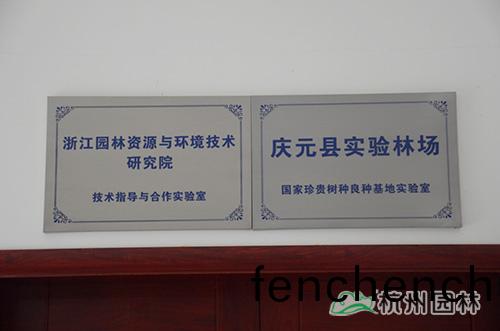 浙江园林资源与环境技术
研究院
技术指导与合作实验室
庆元县实验林场
国家珍贵树种良种基地实验室
fenchench
杭州园林